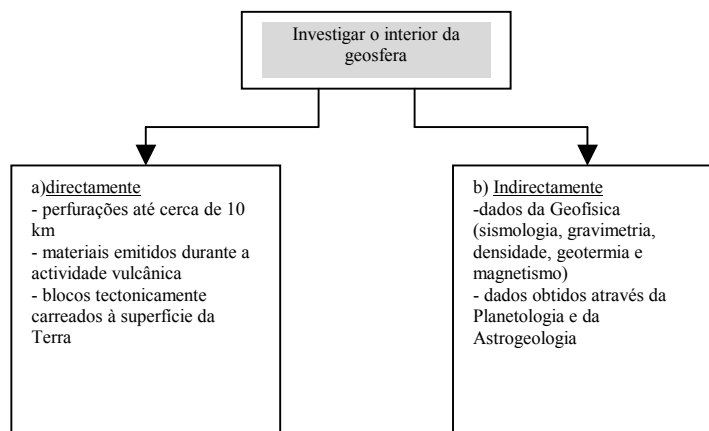 Investigar o interior da
geosfera
a)directamente
- perfurações até cerca de 10
km
- materiais emitidos durante a
actividade vulcânica
- blocos tectonicamente
carreados à superfície da
Terra
b) Indirectamente
-dados da Geofísica
(sismologia, gravimetria,
densidade, geotermia e
magnetismo)
- dados obtidos através da
Planetologia e da
Astrogeologia